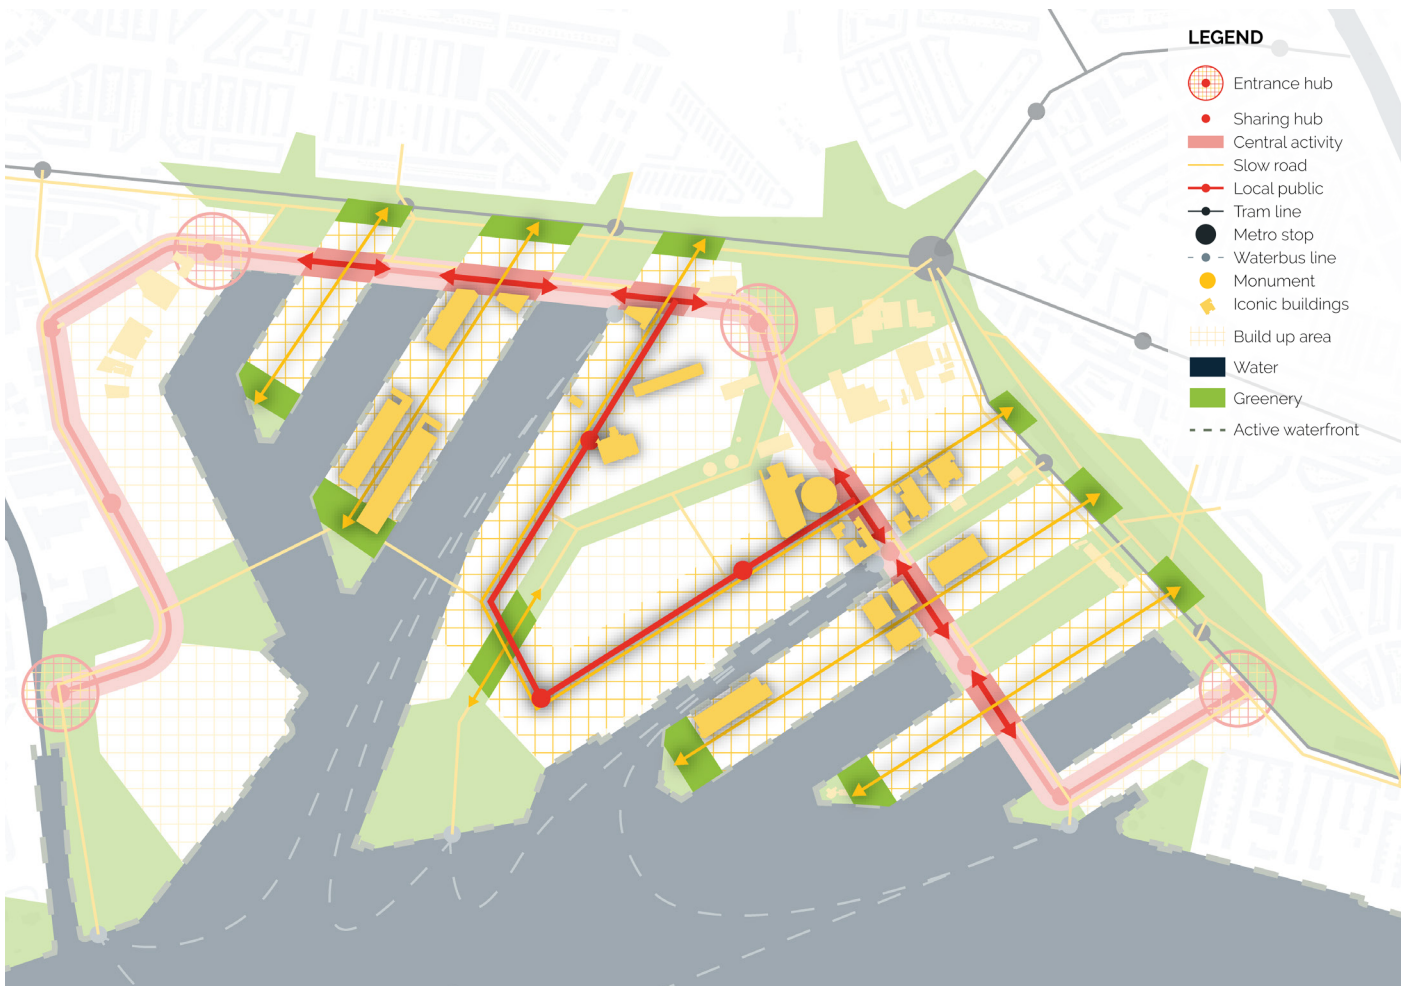 LEGEND
Entrance hub
Sharing hub
Central activity
Slow road
Local public
Tram line
Metro stop
Waterbus line
Monument
Iconic buildings
Build up area
Water
Greenery
Active waterfront